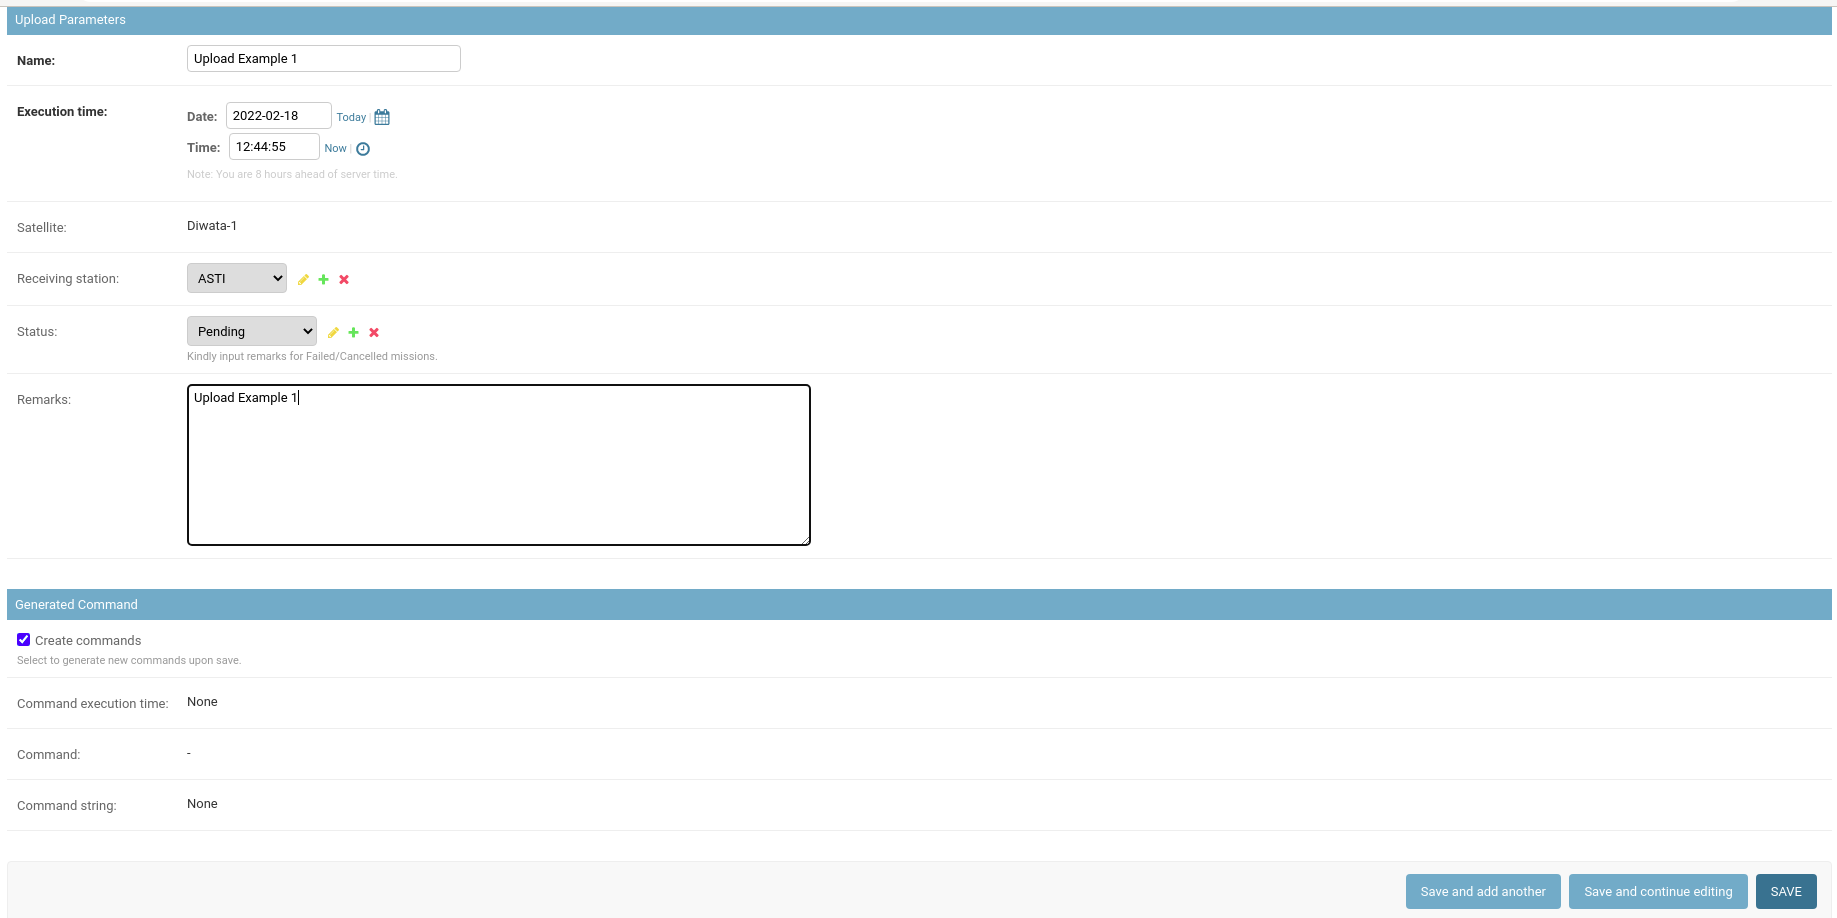 Upload Parameters
Name: Upload Example 1
Execution time: Date: 2022-02-18 Today |
Time: 12:44:55 Now |
Note: You are 8 hours ahead of server time.
Satellite: Diwata-1
Receiving station: ASTI
Status: Pending
Kindly input remarks for Failed/Cancelled missions.
Remarks: Upload Example 1
Generated Command
Create commands
Select to generate new commands upon save.
Command execution time: None
Command: -
Command string: None
Save and add another Save and continue editing SAVE